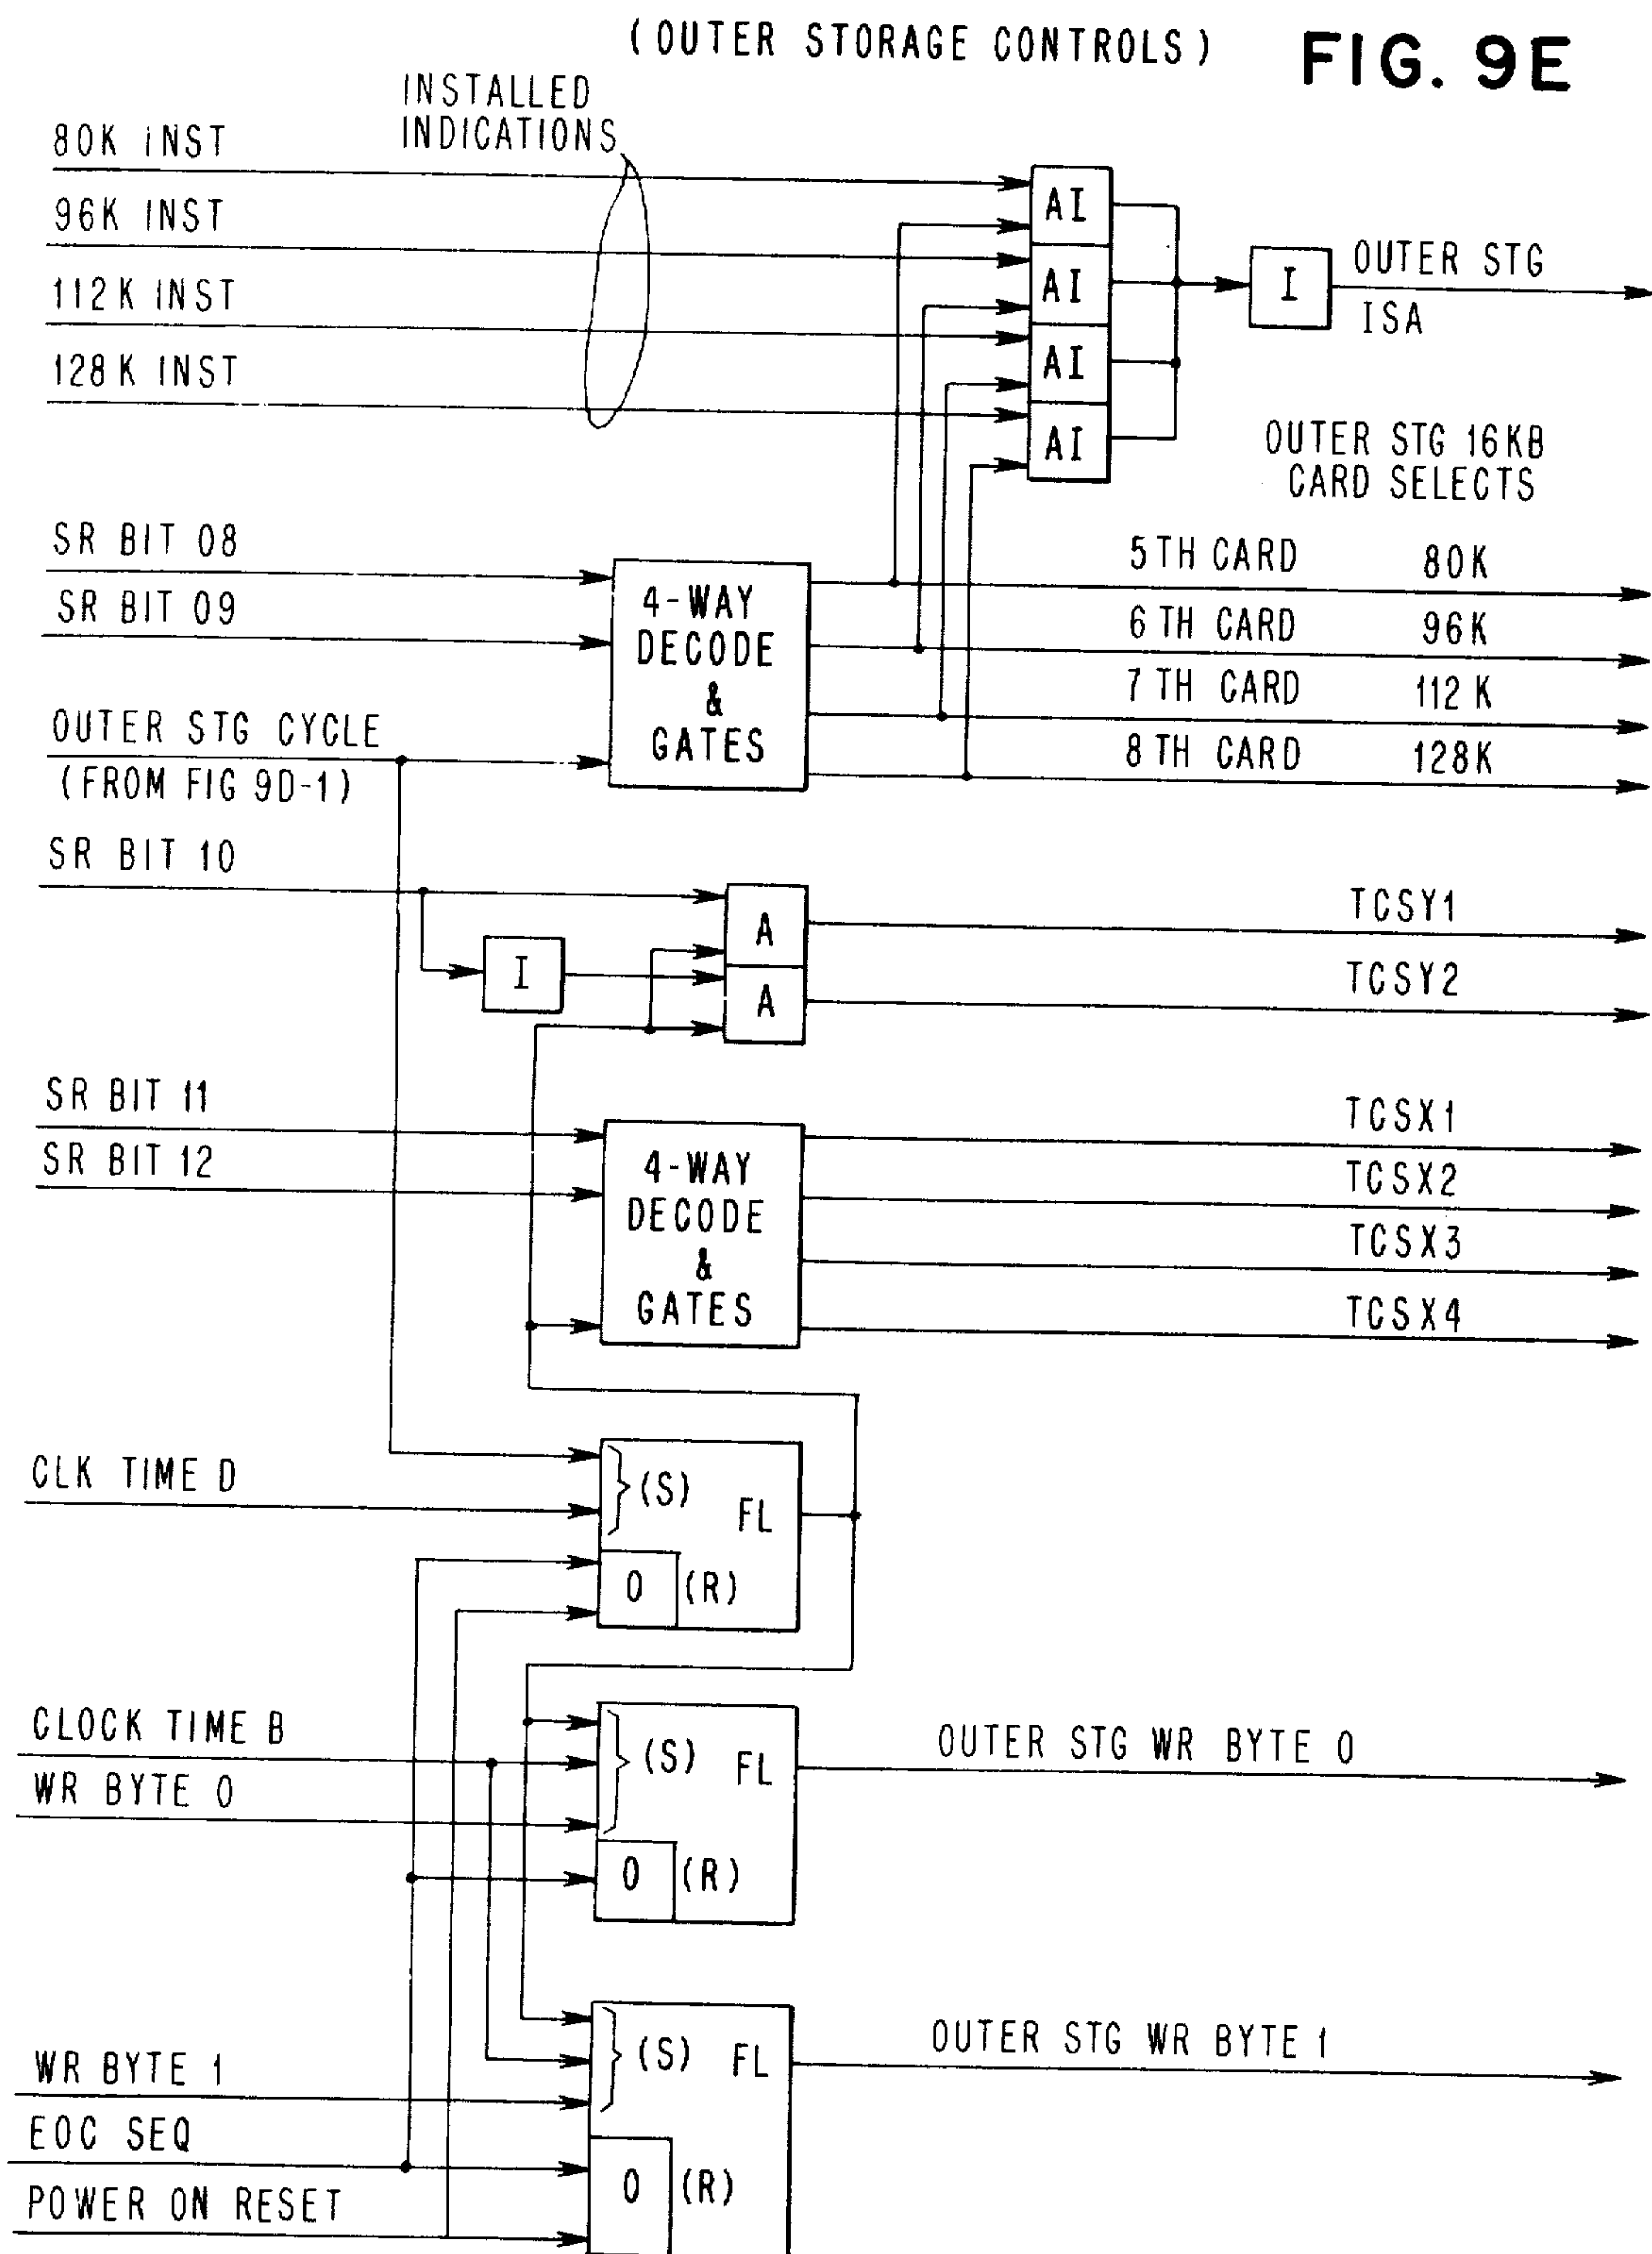 (OUTER STORAGE CONTROLS) FIG. 9E
INSTALLED
INDICATIONS
80K INST
96K INST
112K INST
128K INST
AI
AI
AI
AI
I
OUTER STG
ISA
OUTER STG 16KB
CARD SELECTS
SR BIT 08
SR BIT 09
OUTER STG CYCLE
(FROM FIG 9D-1)
4-WAY
DECODE
&
GATES
5TH CARD 80K
6TH CARD 96K
7TH CARD 112K
8TH CARD 128K
SR BIT 10
I
A
A
TCSY1
TCSY2
SR BIT 11
SR BIT 12
4-WAY
DECODE
&
GATES
TCSX1
TCSX2
TCSX3
TCSX4
CLK TIME D
(S) FL
O (R)
CLOCK TIME B
WR BYTE 0
(S) FL
O (R)
OUTER STG WR BYTE 0
WR BYTE 1
EOC SEQ
POWER ON RESET
(S) FL
O (R)
OUTER STG WR BYTE 1